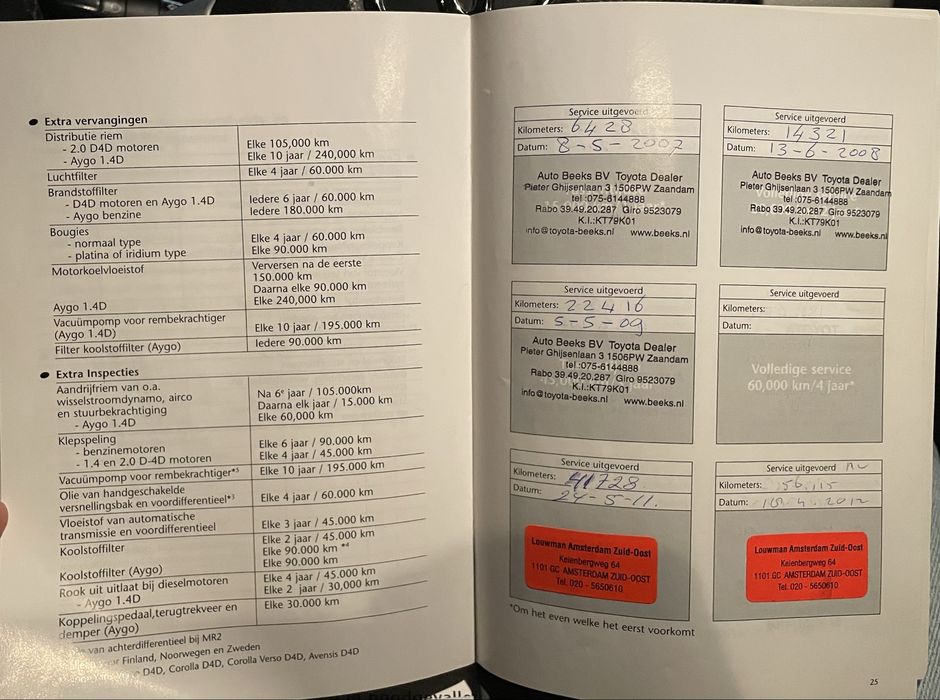 Extra vervangingen
Distributie riem
- 2.0 D4D motoren Elke 105,000 km
- Aygo 1.4D Elke 10 jaar / 240,000 km
Luchtfilter Elke 4 jaar / 60.000 km
Brandstoffilter
- D4D motoren en Aygo 1.4D Iedere 6 jaar / 60.000 km
- Aygo benzine Iedere 180.000 km
Bougies
- normaal type Elke 4 jaar / 60.000 km
- platina of iridium type Elke 90.000 km
Motorkoelvloeistof Verversen na de eerste
150.000 km
Daarna elke 90.000 km
Aygo 1.4D Elke 240,000 km
Vacuümpomp voor rembekrachtiger
(Aygo 1.4D) Elke 10 jaar / 195.000 km
Filter koolstoffilter (Aygo) Iedere 90.000 km
Extra Inspecties
Aandrijfriem van o.a.
wisselstroomdynamo, airco Na 6e jaar / 105.000km
en stuurbekrachtiging Daarna elk jaar / 15.000 km
- Aygo 1.4D Elke 60,000 km
Klepspeling
- benzinemotoren Elke 6 jaar / 90.000 km
- 1.4 en 2.0 D-4D motoren Elke 4 jaar / 45.000 km
Vacuümpomp voor rembekrachtiger*5 Elke 10 jaar / 195.000 km
Olie van handgeschakelde
versnellingsbak en voordifferentieel*3 Elke 4 jaar / 60.000 km
Vloeistof van automatische
transmissie en voordifferentieel Elke 3 jaar / 45.000 km
Koolstoffilter Elke 2 jaar / 45.000 km
Elke 90.000 km *4
Koolstoffilter (Aygo) Elke 90.000 km
Rook uit uitlaat bij dieselmotoren Elke 4 jaar / 45.000 km
- Aygo 1.4D Elke 2 jaar / 30,000 km
Koppelingspedaal,terugtrekveer en
demper (Aygo) Elke 30.000 km
van achterdifferentieel bij MR2
Finland, Noorwegen en Zweden
D4D, Corolla D4D, Corolla Verso D4D, Avensis D4D
Service uitgevoerd
Kilometers: 6428
Datum: 8-5-2007
Auto Beeks BV Toyota Dealer
Pieter Ghijsenlaan 3 1506PW Zaandam
tel :075-6144888
Rabo 39.49.20.287 Giro 9523079
K.I.:KT79K01
info@toyota-beeks.nl www.beeks.nl
Service uitgevoerd
Kilometers: 14321
Datum: 13-6-2008
Auto Beeks BV Toyota Dealer
Pieter Ghijsenlaan 3 1506PW Zaandam
tel :075-6144888
Rabo 39.49.20.287 Giro 9523079
K.I.:KT79K01
info@toyota-beeks.nl www.beeks.nl
Service uitgevoerd
Kilometers: 22416
Datum: 5-5-09
Auto Beeks BV Toyota Dealer
Pieter Ghijsenlaan 3 1506PW Zaandam
tel :075-6144888
Rabo 39.49.20.287 Giro 9523079
K.I.:KT79K01
info@toyota-beeks.nl www.beeks.nl
Service uitgevoerd
Kilometers:
Datum:
Volledige service
60,000 km/4 jaar*
Service uitgevoerd
Kilometers: 41728
Datum: 24-5-11.
Louwman Amsterdam Zuid-Oost
Keienbergweg 64
1101 GC AMSTERDAM ZUID-OOST
Tel. 020 - 5650610
Service uitgevoerd
Kilometers: 56.115
Datum: 4. 2012
Louwman Amsterdam Zuid-Oost
Keienbergweg 64
1101 GC AMSTERDAM ZUID-OOST
Tel. 020 - 5650610
*Om het even welke het eerst voorkomt
25